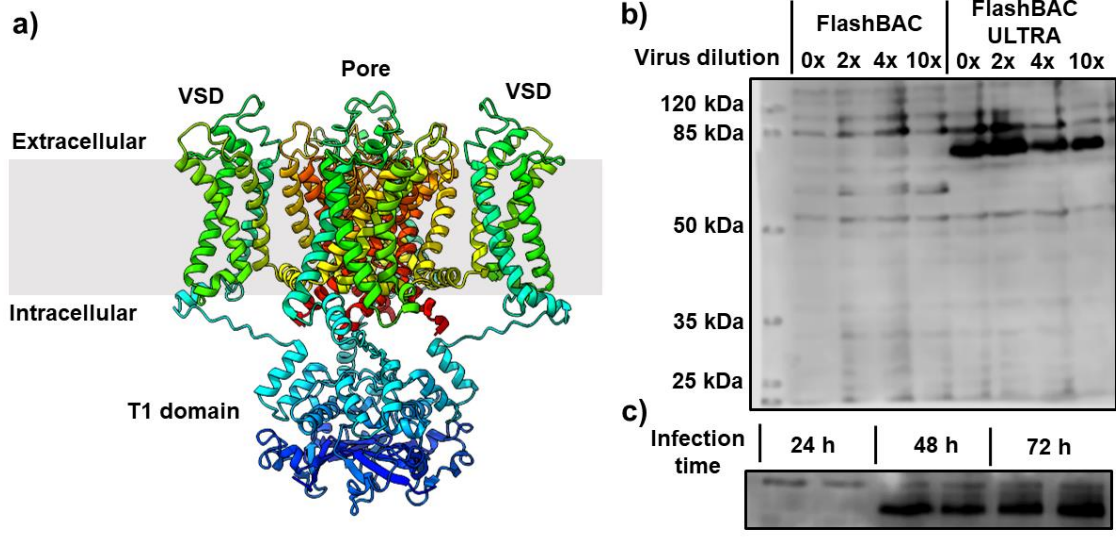 a)
Pore
VSD
VSD
Extracellular
Intracellular
T1 domain
b)
FlashBAC
FlashBAC
ULTRA
Virus dilution
0x 2x 4x 10x 0x 2x 4x 10x
120 kDa
85 kDa
50 kDa
35 kDa
25 kDa
c)
Infection
time
24 h
48 h
72 h